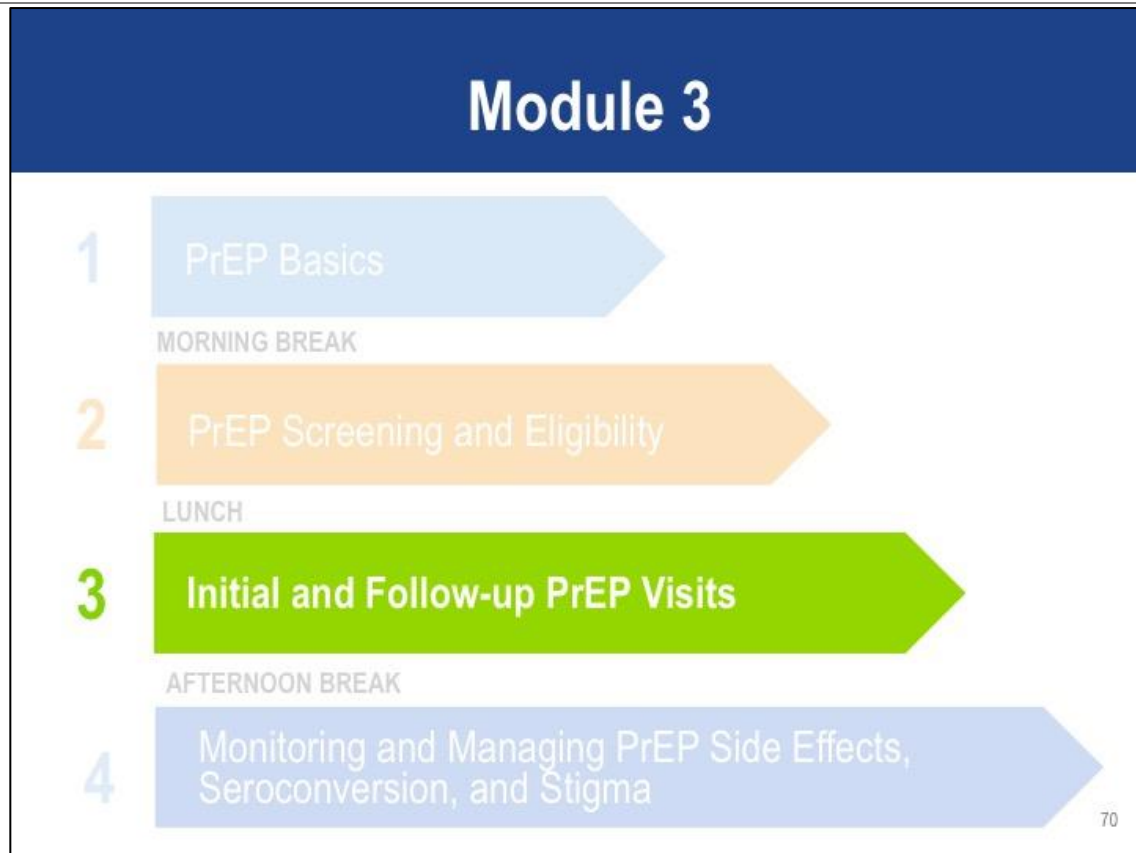 Module 3
1
PrEP Basics
MORNING BREAK
2
PrEP Screening and Eligibility
LUNCH
3
Initial and Follow-up PrEP Visits
AFTERNOON BREAK
4
Monitoring and Managing PrEP Side Effects,
Seroconversion, and Stigma
70